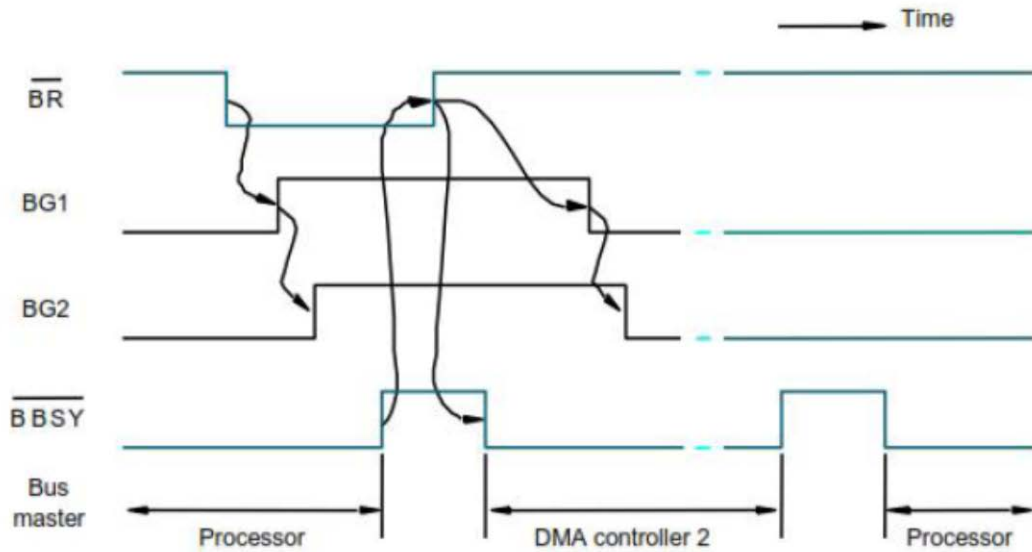 Time
BR
BG1
BG2
BBSY
Bus
master
Processor
DMA controller 2
Processor